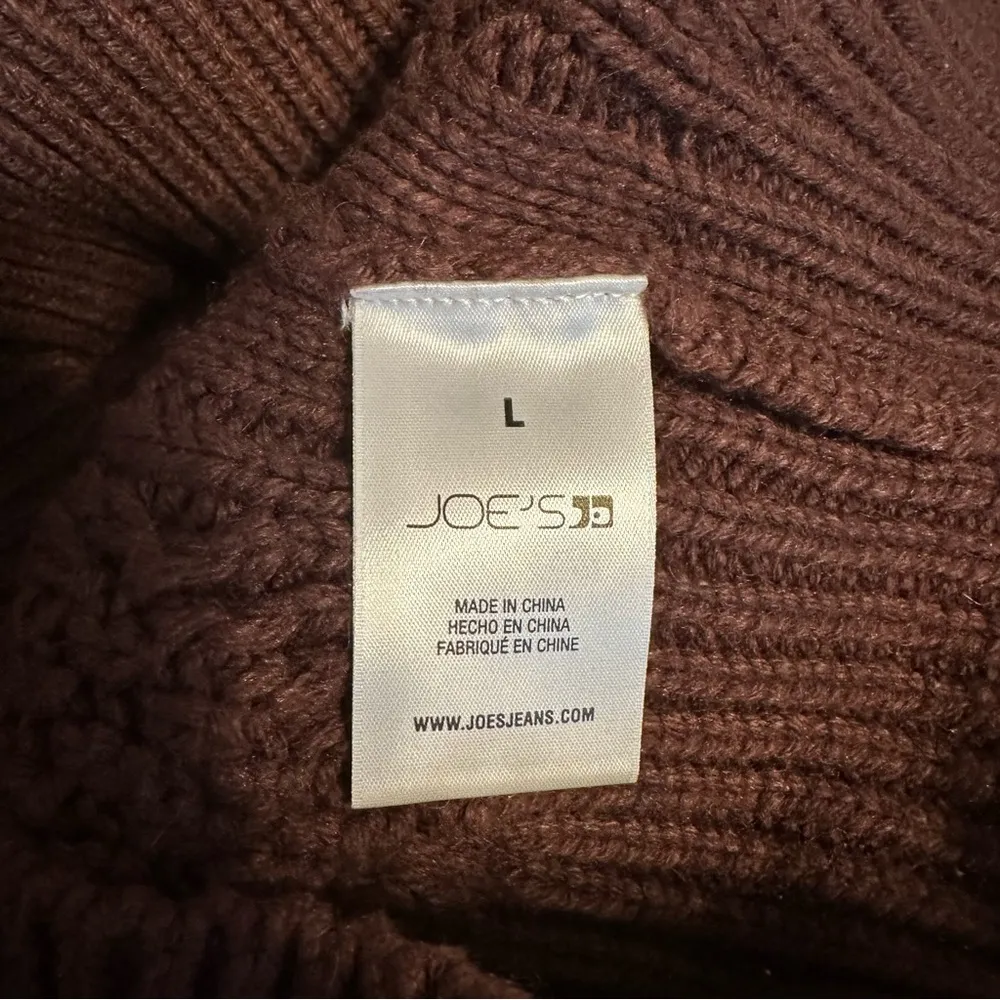 L
JOE'S
MADE IN CHINA
HECHO EN CHINA
FABRIQUÉ EN CHINE
WWW.JOESJEANS.COM